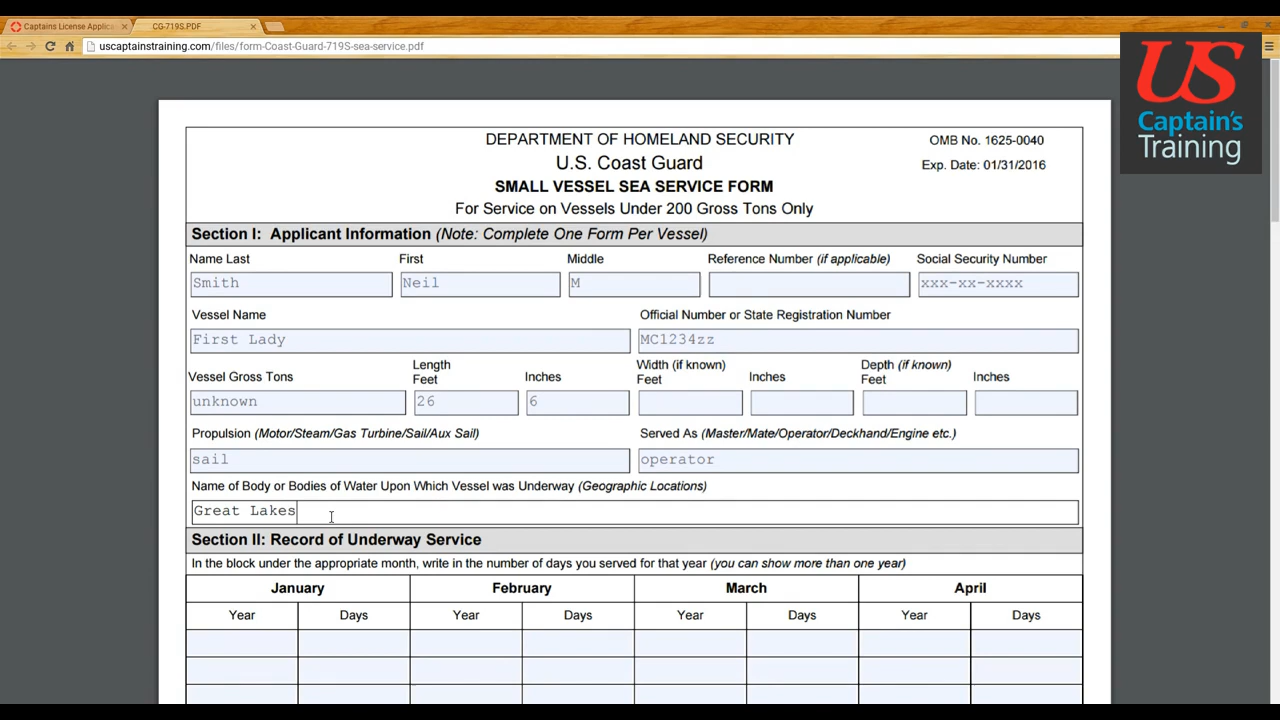 Captains License Applic
CG-719S.PDF
uscaptainstraining.com/files/form-Coast-Guard-719S-sea-service.pdf
US
Captain's
Training
DEPARTMENT OF HOMELAND SECURITY
OMB No. 1625-0040
U.S. Coast Guard
Exp. Date: 01/31/2016
SMALL VESSEL SEA SERVICE FORM
For Service on Vessels Under 200 Gross Tons Only
Section I: Applicant Information (Note: Complete One Form Per Vessel)
Name Last First Middle Reference Number (if applicable) Social Security Number
Smith Neil M xxx-xx-xxxx
Vessel Name Official Number or State Registration Number
First Lady MC1234zz
Length Width (if known) Depth (if known)
Vessel Gross Tons Feet Inches Feet Inches Feet Inches
unknown 26 6
Propulsion (Motor/Steam/Gas Turbine/Sail/Aux Sail) Served As (Master/Mate/Operator/Deckhand/Engine etc.)
sail operator
Name of Body or Bodies of Water Upon Which Vessel was Underway (Geographic Locations)
Great Lakes
Section II: Record of Underway Service
In the block under the appropriate month, write in the number of days you served for that year (you can show more than one year)
January February March April
Year Days Year Days Year Days Year Days